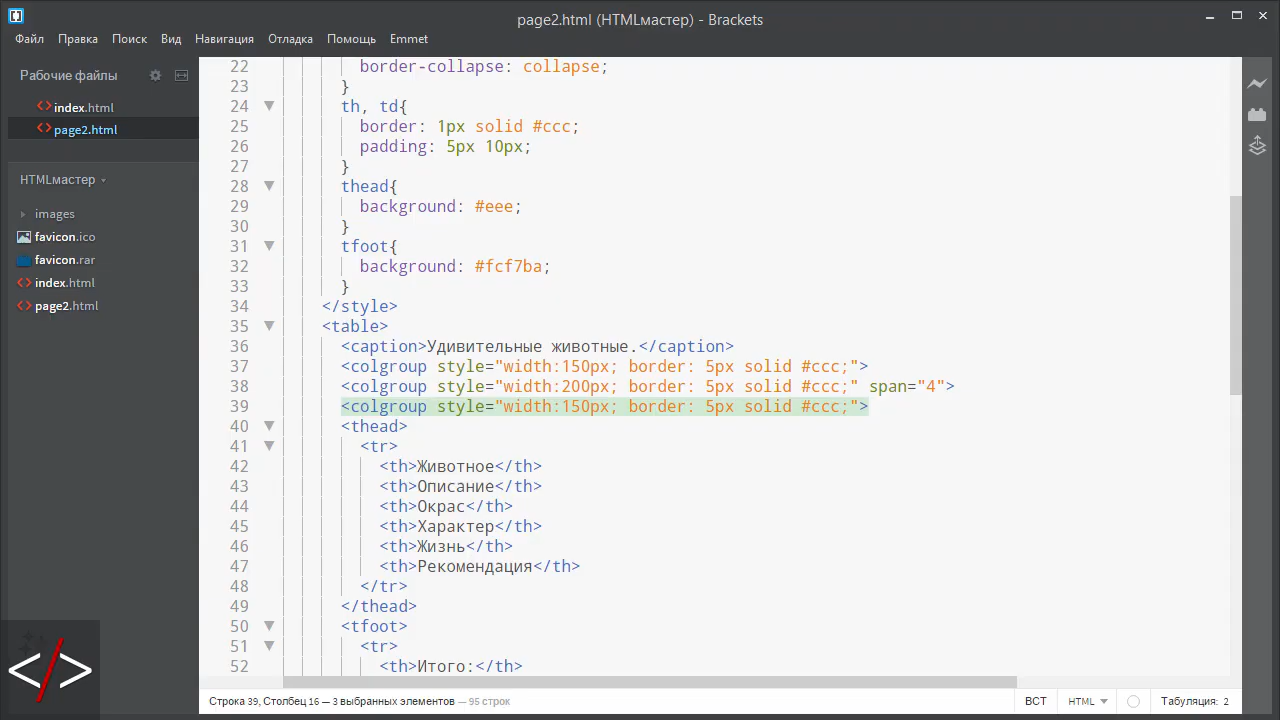 page2.html (HTMLмастер) - Brackets
Файл Правка Поиск Вид Навигация Отладка Помощь Emmet
Рабочие файлы
index.html
page2.html
HTMLмастер
images
favicon.ico
favicon.rar
index.html
page2.html
22 border-collapse: collapse;
23 }
24 th, td{
25 border: 1px solid #ccc;
26 padding: 5px 10px;
27 }
28 thead{
29 background: #eee;
30 }
31 tfoot{
32 background: #fcf7ba;
33 }
34 </style>
35 <table>
36 <caption>Удивительные животные.</caption>
37 <colgroup style="width:150px; border: 5px solid #ccc;">
38 <colgroup style="width:200px; border: 5px solid #ccc;" span="4">
39 <colgroup style="width:150px; border: 5px solid #ccc;">
40 <thead>
41 <tr>
42 <th>Животное</th>
43 <th>Описание</th>
44 <th>Окрас</th>
45 <th>Характер</th>
46 <th>Жизнь</th>
47 <th>Рекомендация</th>
48 </tr>
49 </thead>
50 <tfoot>
51 <tr>
52 <th>Итого:</th>
</>
Строка 39, Столбец 16 — 3 выбранных элементов — 95 строк
ВСТ HTML Табуляция: 2